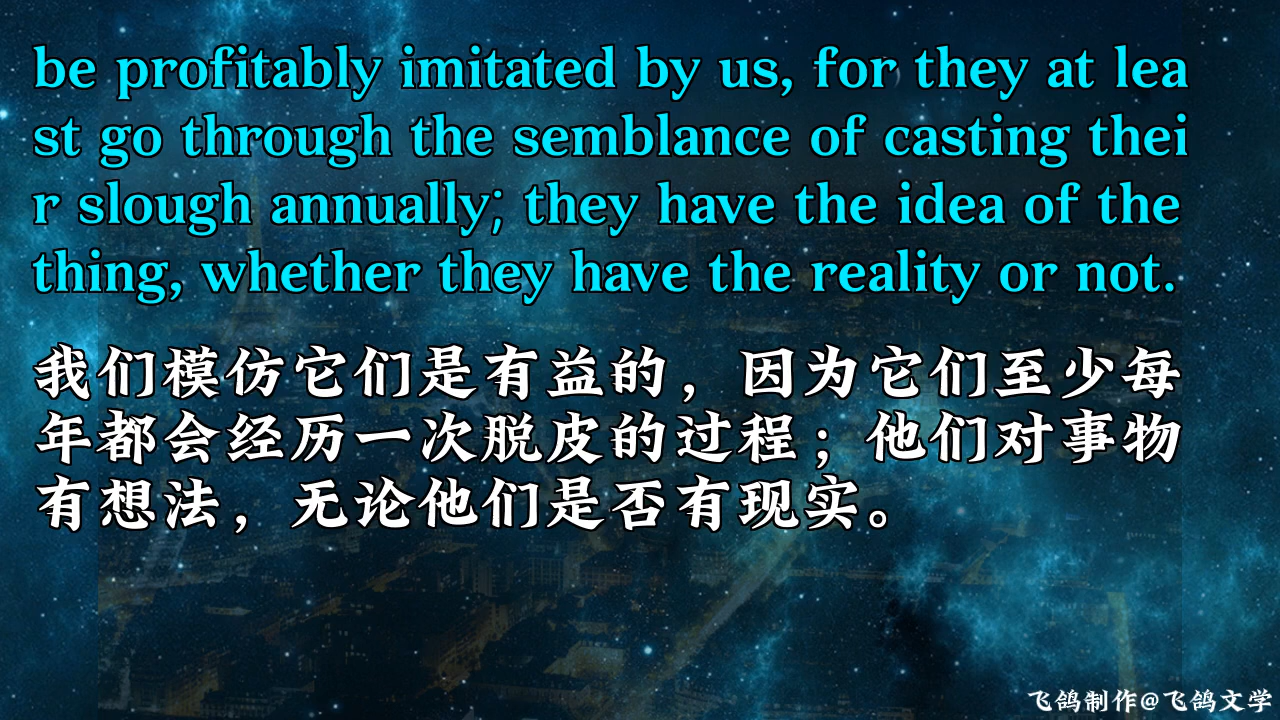 be profitably imitated by us, for they at lea
st go through the semblance of casting thei
r slough annually; they have the idea of the
thing, whether they have the reality or not.
我们模仿它们是有益的，因为它们至少每
年都会经历一次脱皮的过程；他们对事物
有想法，无论他们是否有现实。
飞鸽制作@飞鸽文学